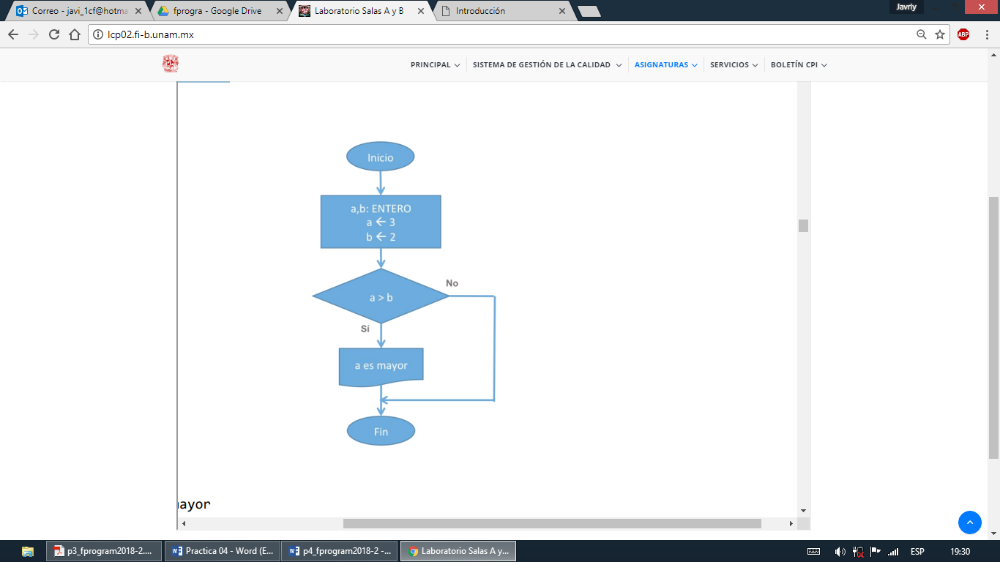 Correo - javi_1cf@hotma
fprogra - Google Drive
Laboratorio Salas A y B
Introducción
Javrly
lcp02.fi-b.unam.mx
ABP
PRINCIPAL
SISTEMA DE GESTIÓN DE LA CALIDAD
ASIGNATURAS
SERVICIOS
BOLETÍN CPI
Inicio
a,b: ENTERO
a ← 3
b ← 2
a > b
No
Sí
a es mayor
Fin
ayor
p3_fprogram2018-2....
Practica 04 - Word (E...
p4_fprogram2018-2 -...
Laboratorio Salas A y...
ESP
19:30